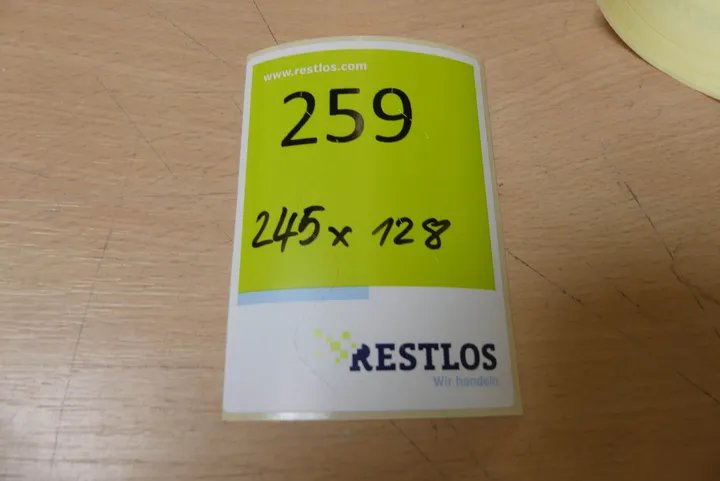 www.restlos.com
259
245 x 128
RESTLOS
Wir handeln